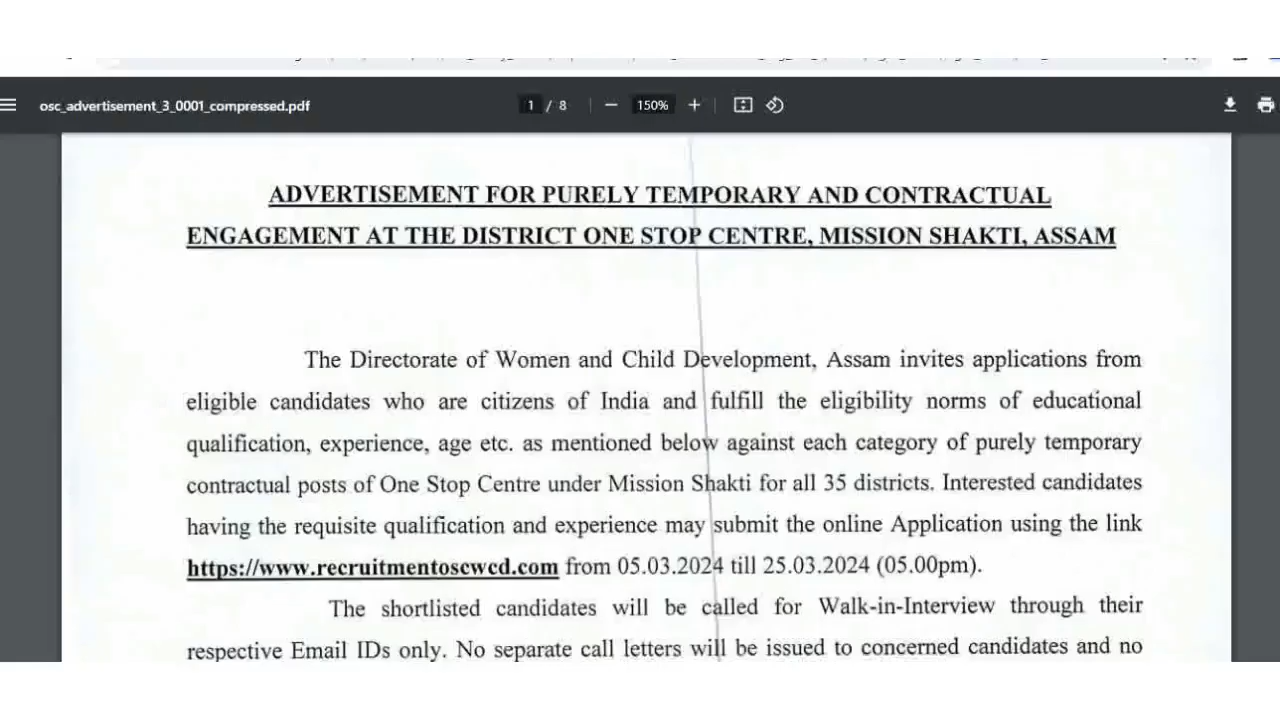 osc_advertisement_3_0001_compressed.pdf 1 / 8 150%
ADVERTISEMENT FOR PURELY TEMPORARY AND CONTRACTUAL
ENGAGEMENT AT THE DISTRICT ONE STOP CENTRE, MISSION SHAKTI, ASSAM
The Directorate of Women and Child Development, Assam invites applications from
eligible candidates who are citizens of India and fulfill the eligibility norms of educational
qualification, experience, age etc. as mentioned below against each category of purely temporary
contractual posts of One Stop Centre under Mission Shakti for all 35 districts. Interested candidates
having the requisite qualification and experience may submit the online Application using the link
https://www.recruitmentoscwcd.com from 05.03.2024 till 25.03.2024 (05.00pm).
The shortlisted candidates will be called for Walk-in-Interview through their
respective Email IDs only. No separate call letters will be issued to concerned candidates and no